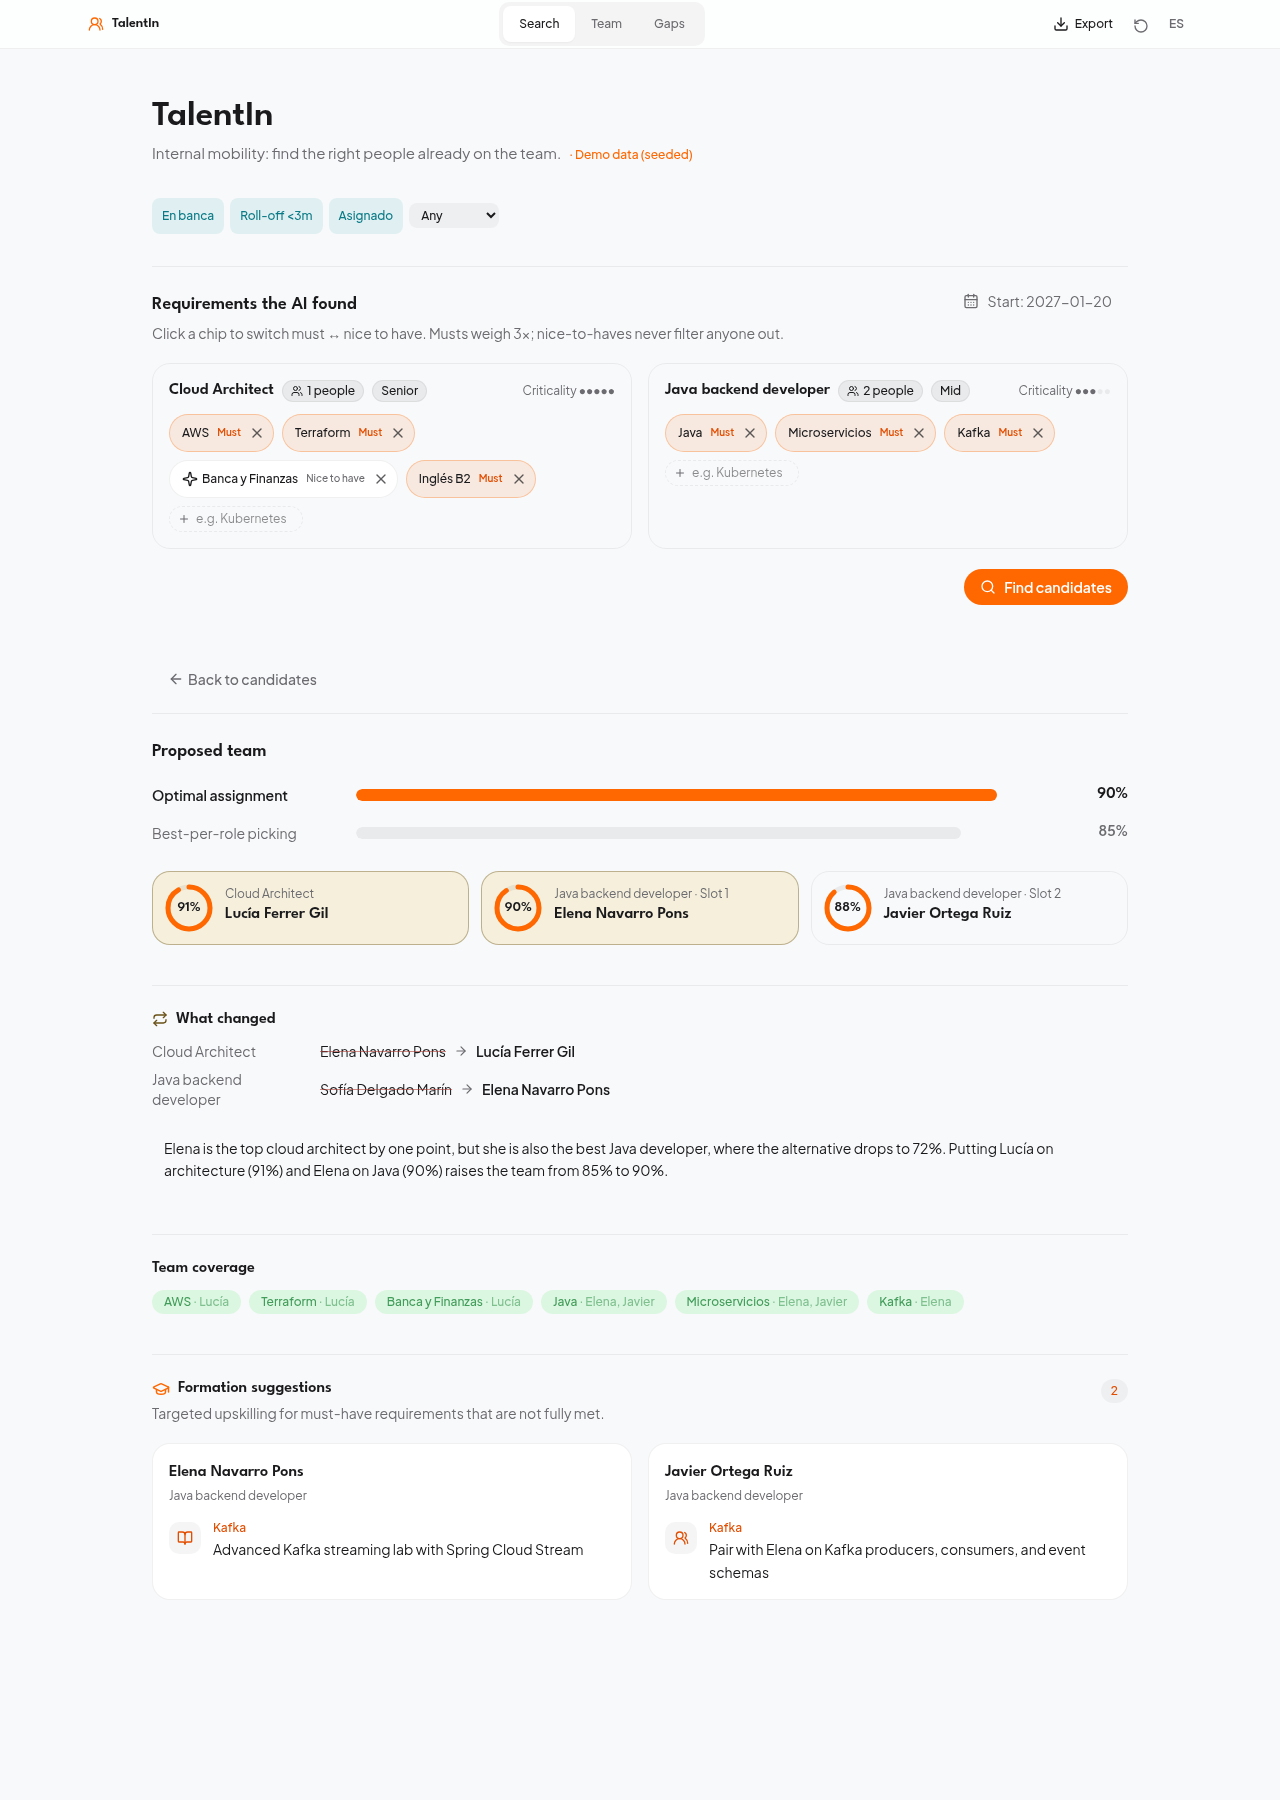 TalentIn
Search Team Gaps
Export ES
TalentIn
Internal mobility: find the right people already on the team. · Demo data (seeded)
En banca Roll-off <3m Asignado Any
Requirements the AI found
Start: 2027-01-20
Click a chip to switch must ↔ nice to have. Musts weigh 3×; nice-to-haves never filter anyone out.
Cloud Architect 1 people Senior Criticality ●●●●●
AWS Must × Terraform Must ×
Banca y Finanzas Nice to have × Inglés B2 Must ×
+ e.g. Kubernetes
Java backend developer 2 people Mid Criticality ●●●●●
Java Must × Microservicios Must × Kafka Must ×
+ e.g. Kubernetes
Find candidates
← Back to candidates
Proposed team
Optimal assignment 90%
Best-per-role picking 85%
91% Cloud Architect
Lucía Ferrer Gil
90% Java backend developer · Slot 1
Elena Navarro Pons
88% Java backend developer · Slot 2
Javier Ortega Ruiz
What changed
Cloud Architect Elena Navarro Pons → Lucía Ferrer Gil
Java backend
developer Sofía Delgado Marín → Elena Navarro Pons
Elena is the top cloud architect by one point, but she is also the best Java developer, where the alternative drops to 72%. Putting Lucía on
architecture (91%) and Elena on Java (90%) raises the team from 85% to 90%.
Team coverage
AWS · Lucía Terraform · Lucía Banca y Finanzas · Lucía Java · Elena, Javier Microservicios · Elena, Javier Kafka · Elena
Formation suggestions 2
Targeted upskilling for must-have requirements that are not fully met.
Elena Navarro Pons
Java backend developer
Kafka
Advanced Kafka streaming lab with Spring Cloud Stream
Javier Ortega Ruiz
Java backend developer
Kafka
Pair with Elena on Kafka producers, consumers, and event
schemas